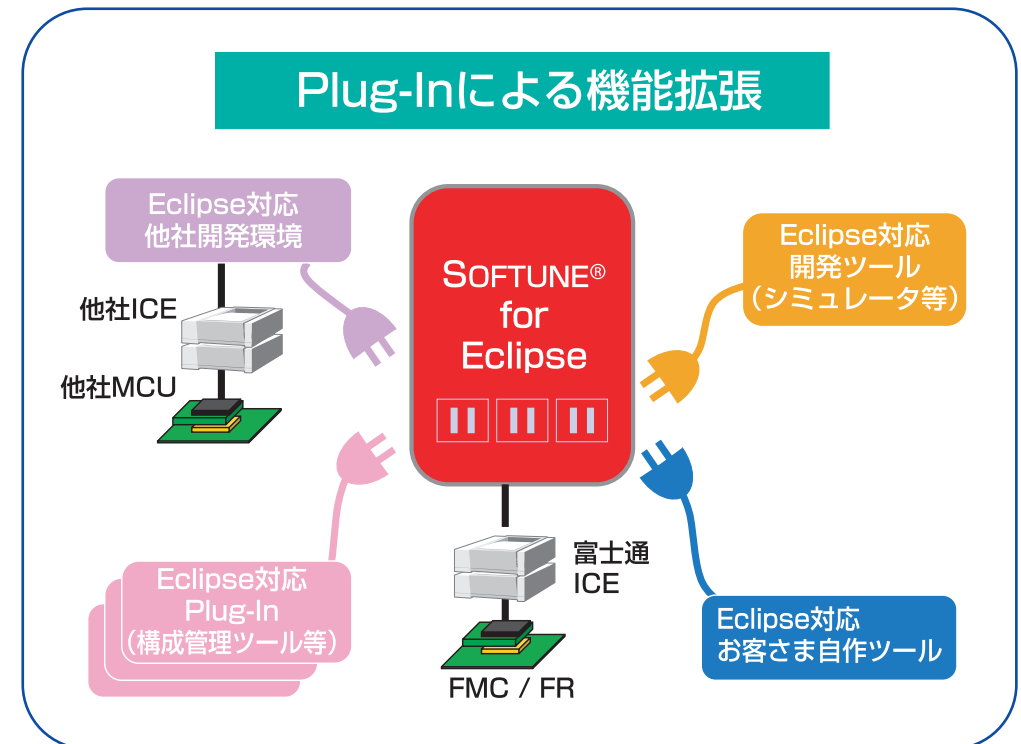 Plug-Inによる機能拡張
Eclipse対応
他社開発環境
他社ICE
他社MCU
SOFTUNE®
for
Eclipse
Eclipse対応
開発ツール
（シミュレータ等）
Eclipse対応
Plug-In
（構成管理ツール等）
富士通
ICE
FMC / FR
Eclipse対応
お客さま自作ツール